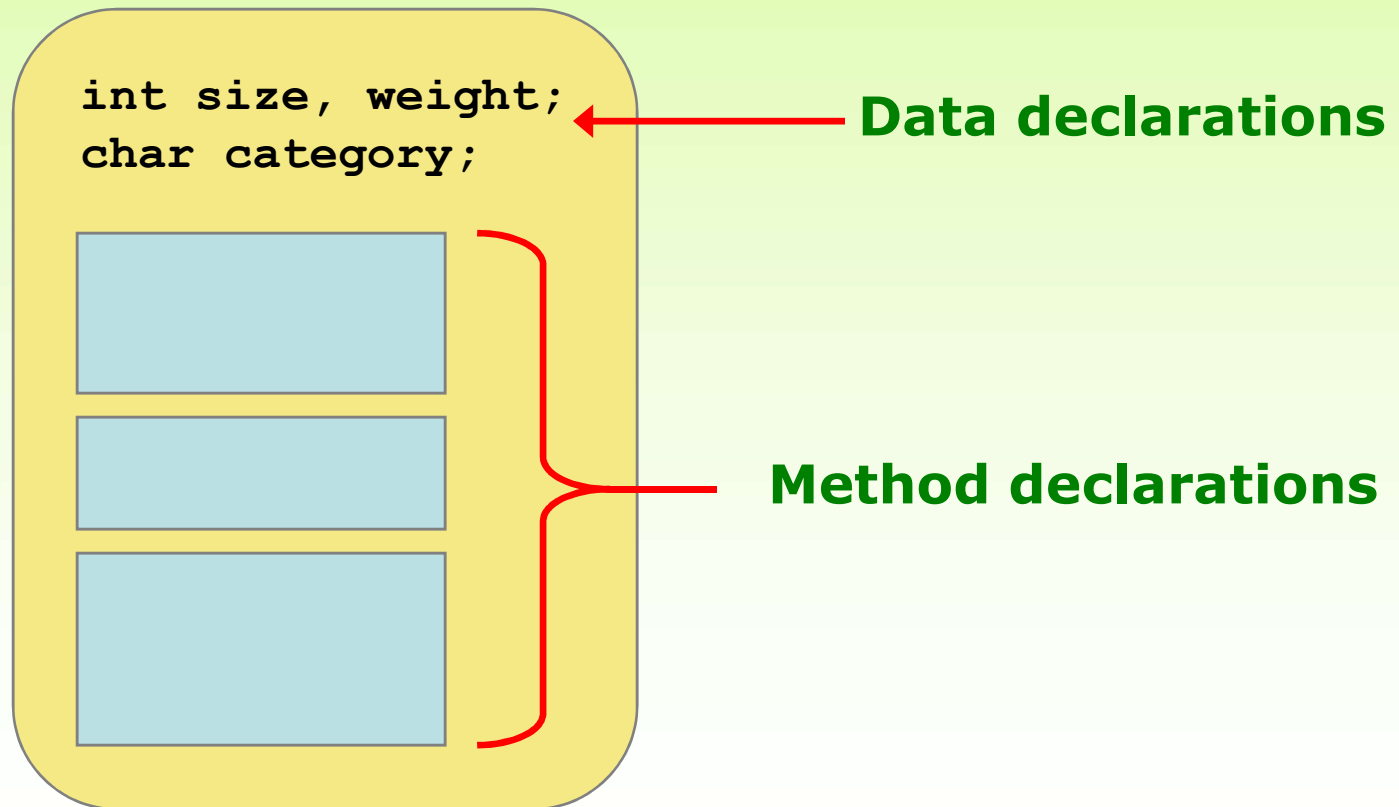 int size, weight;
char category;
Data declarations
Method declarations